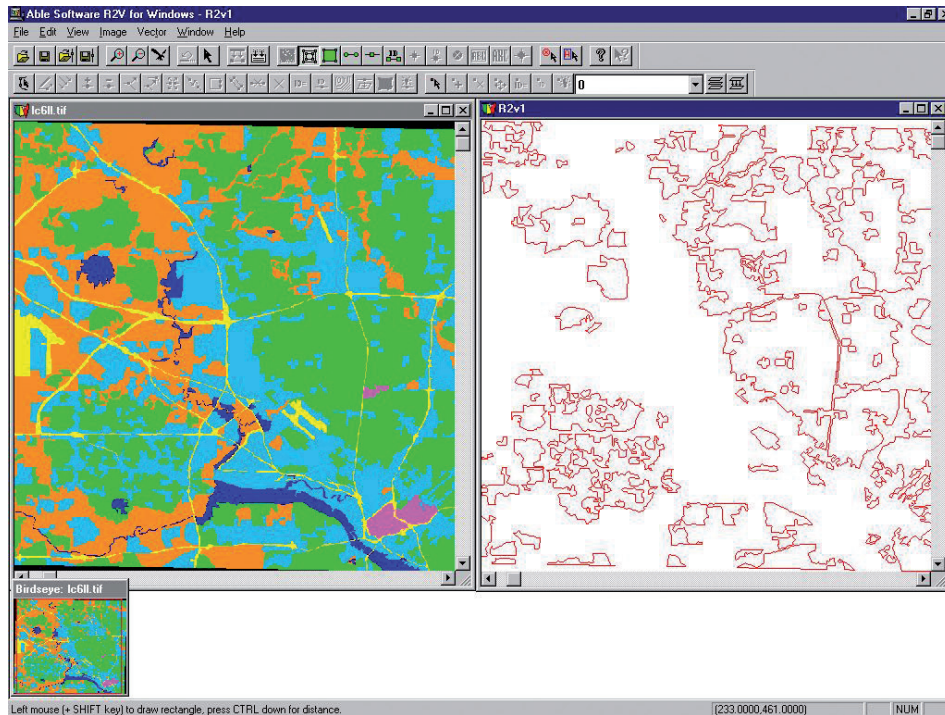 Able Software R2V for Windows - R2v1
File Edit View Image Vector Window Help
0
lc6ll.tif
R2v1
Birdseye: lc6ll.tif
Left mouse (+ SHIFT key) to draw rectangle, press CTRL down for distance.
(233.0000,461.0000)
NUM